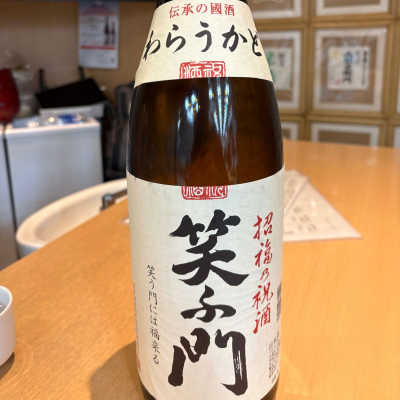 伝承の國酒
わらうかど
招福乃祝酒
笑ふ門
笑う門には福来る